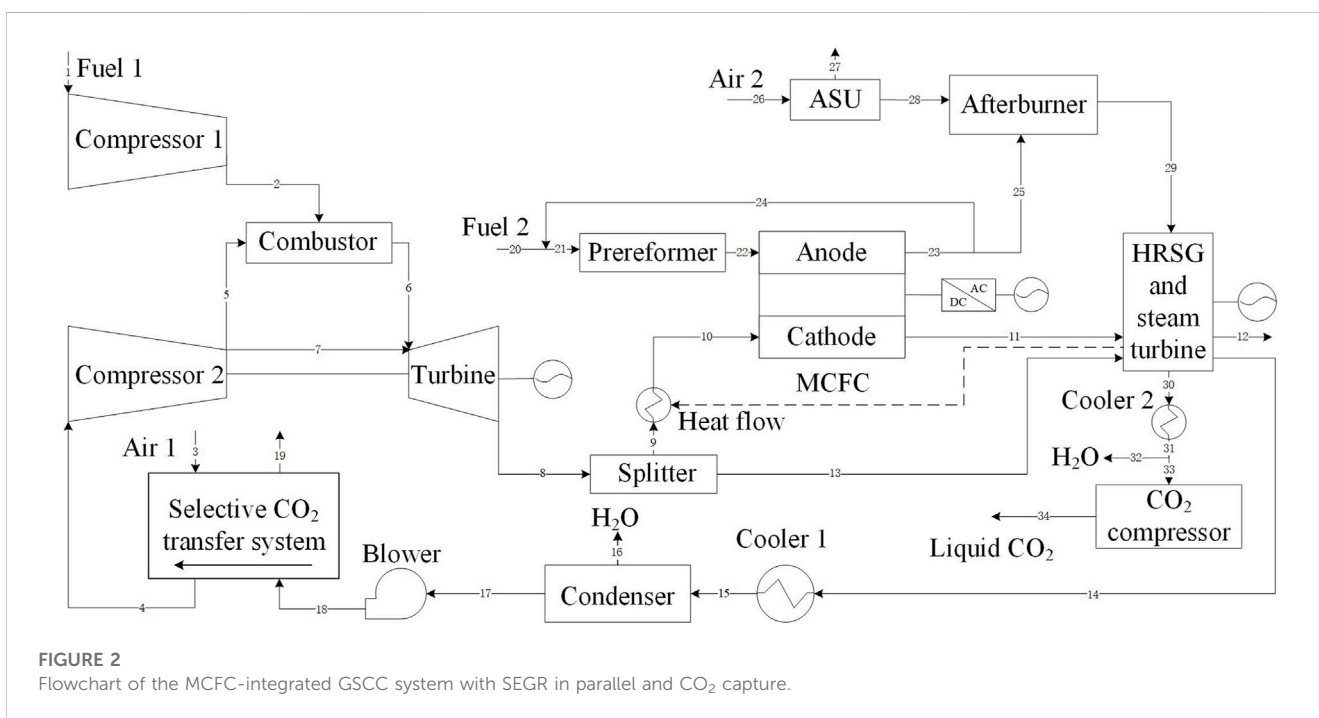 1
Fuel 1
Compressor 1
2
Combustor
5
6
7
Compressor 2
Turbine
Air 1
3
19
Selective CO₂
transfer system
4
Blower
18
17
H₂O
16
Condenser
15
Cooler 1
14
8
Splitter
9
13
Heat flow
10
Fuel 2
20
21
Prereformer
22
24
Anode
Cathode
MCFC
23
25
AC
DC
11
Air 2
26
27
ASU
28
Afterburner
29
HRSG
and
steam
turbine
12
30
Cooler 2
31
H₂O
32
33
CO₂
compressor
34
Liquid CO₂
FIGURE 2
Flowchart of the MCFC-integrated GSCC system with SEGR in parallel and CO₂ capture.